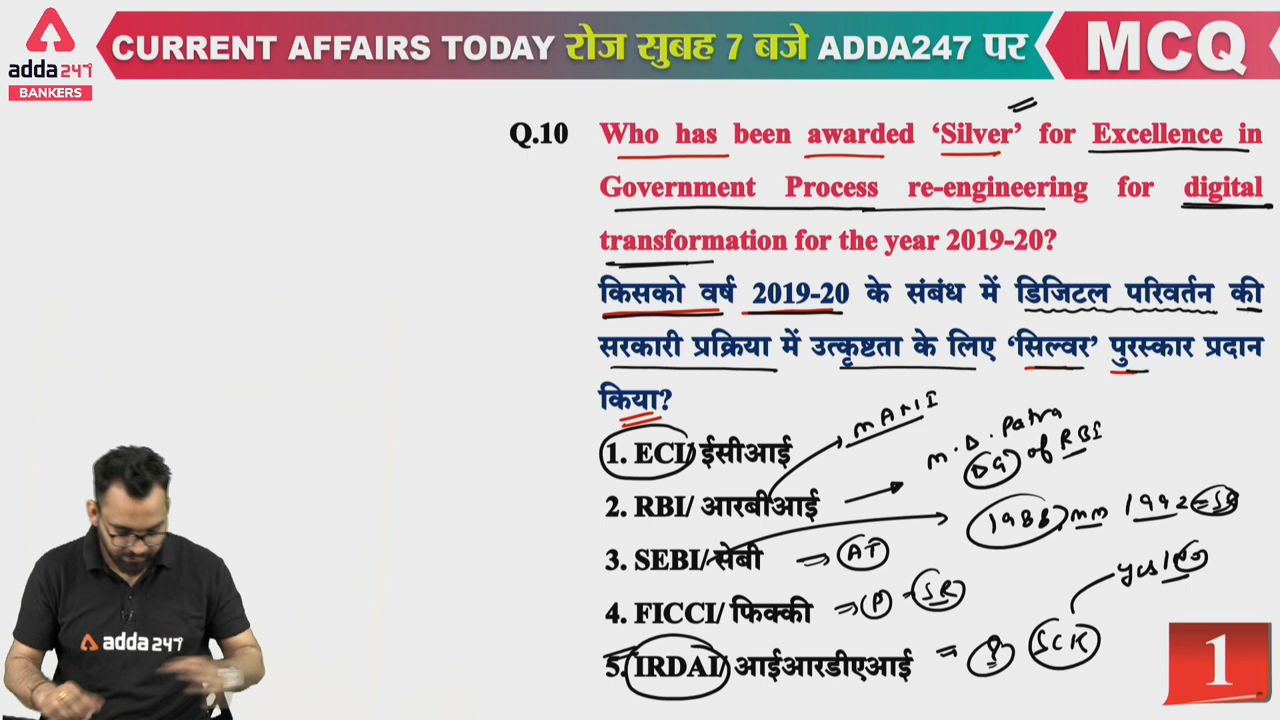 adda247
BANKERS
CURRENT AFFAIRS TODAY रोज सुबह 7 बजे ADDA247 पर
MCQ
Q.10 Who has been awarded ‘Silver’ for Excellence in
Government Process re-engineering for digital
transformation for the year 2019-20?
किसको वर्ष 2019-20 के संबंध में डिजिटल परिवर्तन की
सरकारी प्रक्रिया में उत्कृष्टता के लिए ‘सिल्वर’ पुरस्कार प्रदान
किया?
MANI
1. ECI/ ईसीआई
M. D. Patra
DG of RBI
2. RBI/ आरबीआई
1988 1992
3. SEBI/ सेबी AT
4. FICCI/ फिक्की P SR
5. IRDAI/ आईआरडीएआई SCK
1
adda247